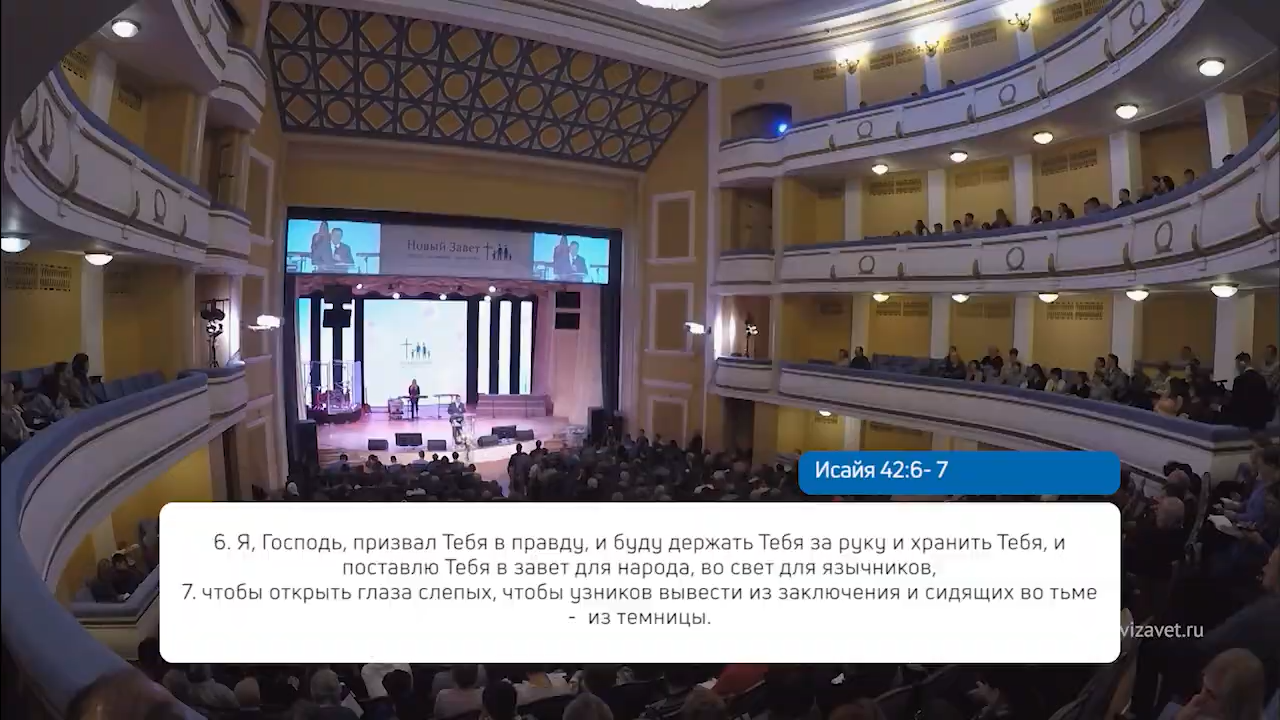 Новый Завет
Исайя 42:6- 7
6. Я, Господь, призвал Тебя в правду, и буду держать Тебя за руку и хранить Тебя, и
поставлю Тебя в завет для народа, во свет для язычников,
7. чтобы открыть глаза слепых, чтобы узников вывести из заключения и сидящих во тьме
- из темницы.
vizavet.ru